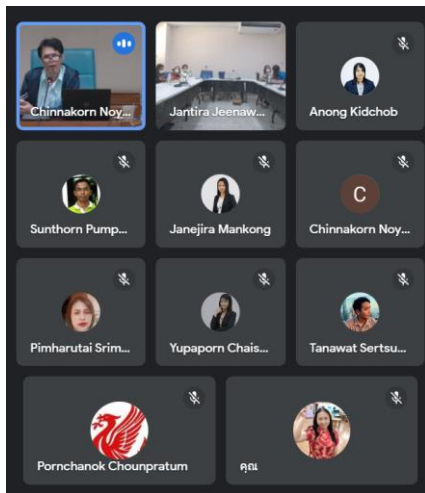 Chinnakorn Noy...
Jantira Jeenaw...
Anong Kidchob
Sunthorn Pump...
Janejira Mankong
C
Chinnakorn Noy...
Pimharutai Srim...
Yupaporn Chais...
Tanawat Sertsu...
Pornchanok Chounpratum
คุณ